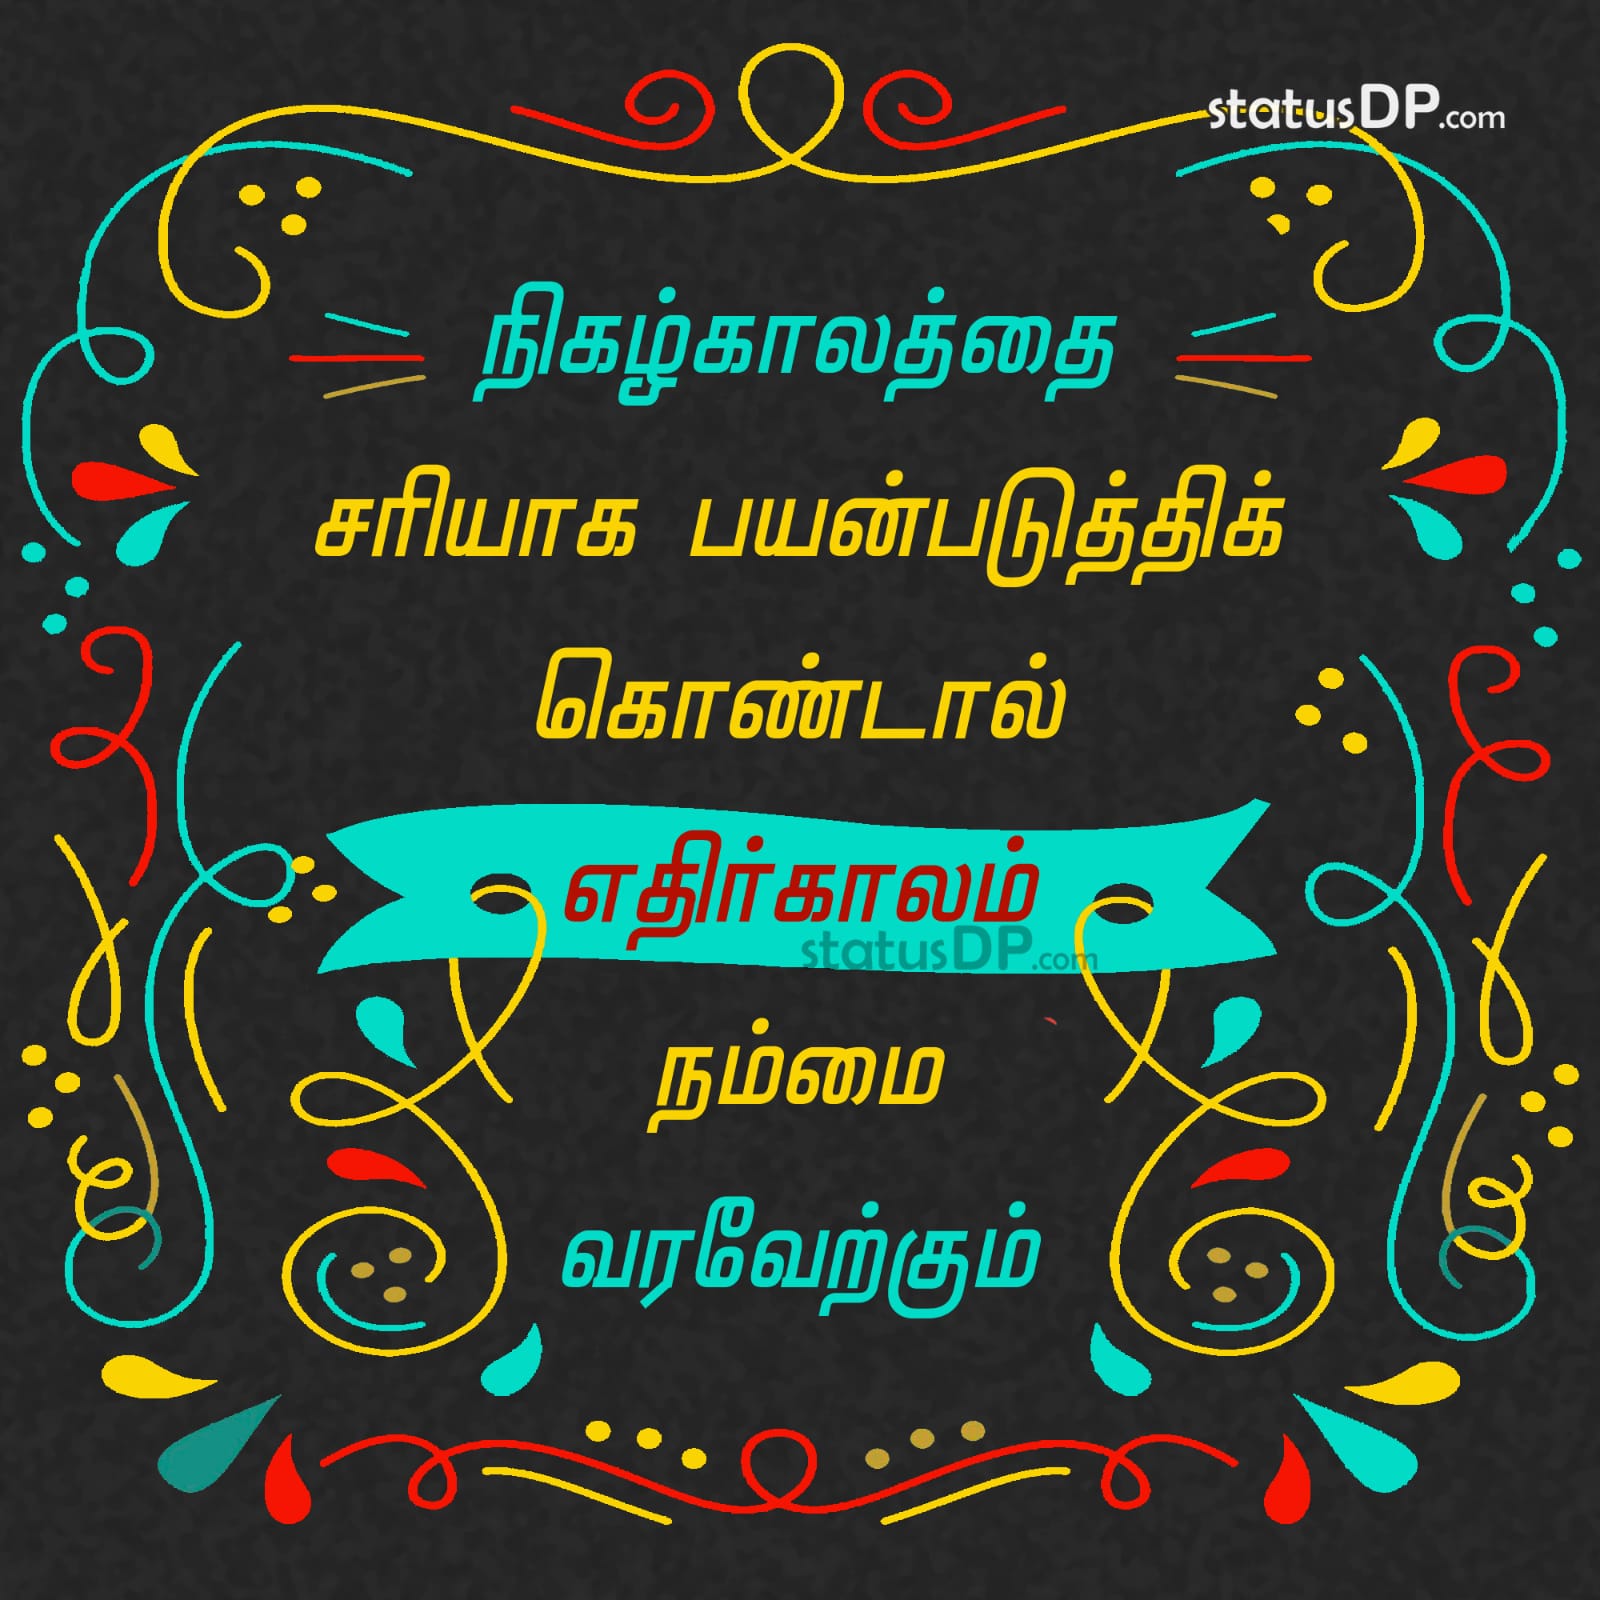 statusDP.com
நிகழ்காலத்தை
சரியாக பயன்படுத்திக்
கொண்டால்
எதிர்காலம்
statusDP.com
நம்மை
வரவேற்கும்